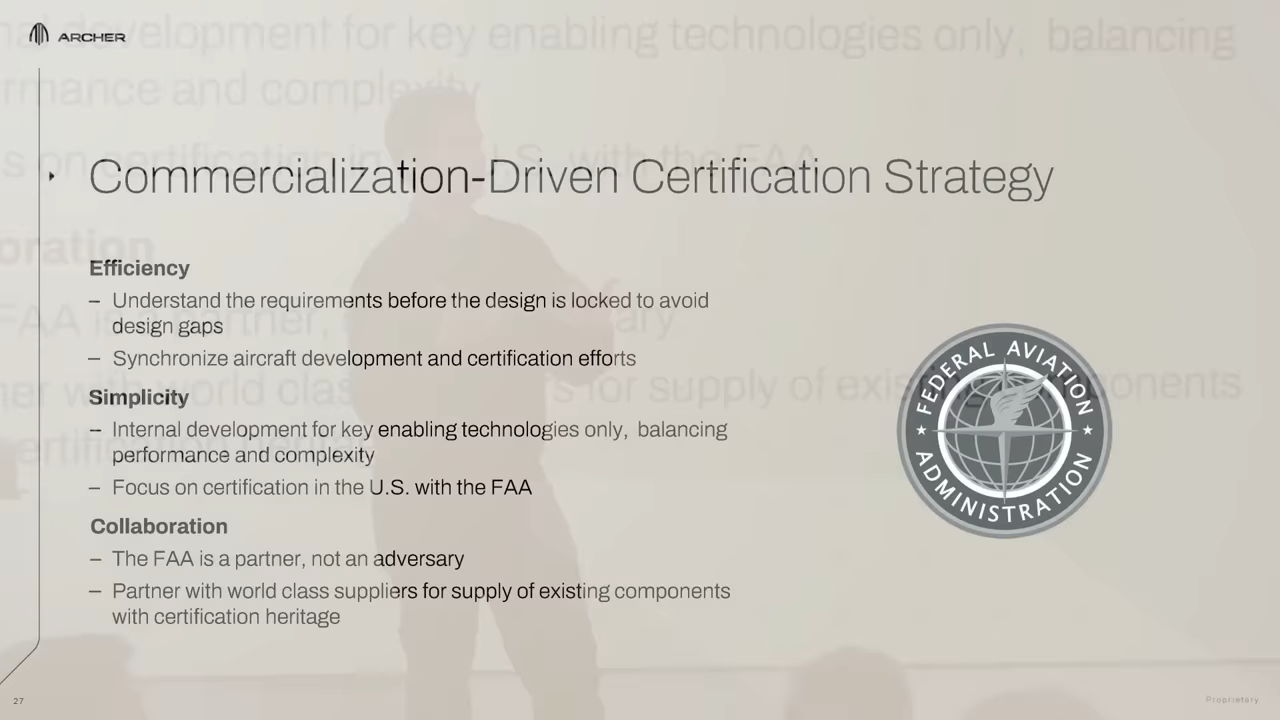 ARCHER
Commercialization-Driven Certification Strategy
Efficiency
– Understand the requirements before the design is locked to avoid
design gaps
– Synchronize aircraft development and certification efforts
Simplicity
– Internal development for key enabling technologies only, balancing
performance and complexity
– Focus on certification in the U.S. with the FAA
Collaboration
– The FAA is a partner, not an adversary
– Partner with world class suppliers for supply of existing components
with certification heritage
FEDERAL AVIATION
ADMINISTRATION
27
Proprietary